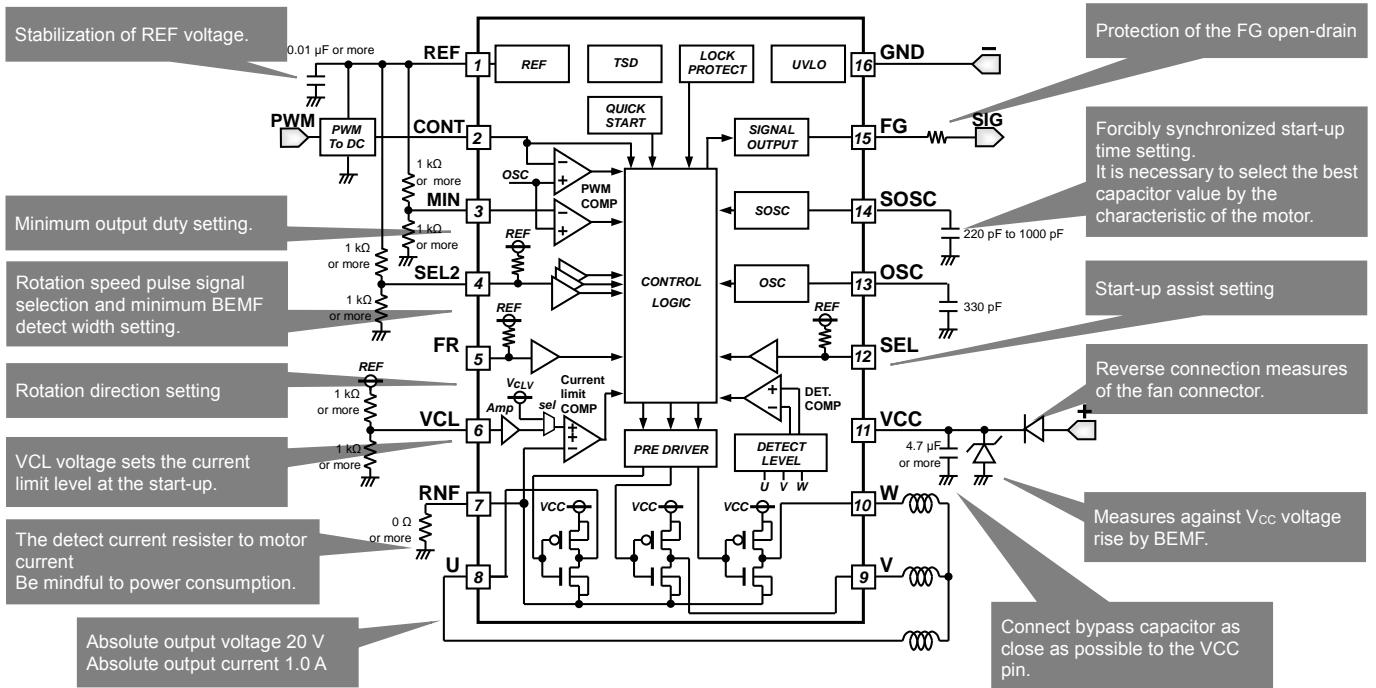 Stabilization of REF voltage.
0.01 µF or more
REF
1
REF
TSD
LOCK
PROTECT
UVLO
16
GND
–
Protection of the FG open-drain
PWM
PWM
To DC
CONT
2
QUICK
START
SIGNAL
OUTPUT
15
FG
SIG
Forcibly synchronized start-up
time setting.
It is necessary to select the best
capacitor value by the
characteristic of the motor.
1 kΩ
or more
OSC
PWM
COMP
MIN
3
1 kΩ
or more
Minimum output duty setting.
SOSC
14
SOSC
220 pF to 1000 pF
1 kΩ
or more
REF
SEL2
4
CONTROL
LOGIC
OSC
13
OSC
330 pF
Rotation speed pulse signal
selection and minimum BEMF
detect width setting.
1 kΩ
or more
REF
FR
5
REF
12
SEL
Start-up assist setting
Rotation direction setting
REF
1 kΩ
or more
VCLV
Current
limit
COMP
Amp
sel
DET.
COMP
Reverse connection measures
of the fan connector.
VCL
6
11
VCC
+
4.7 µF
or more
VCL voltage sets the current
limit level at the start-up.
1 kΩ
or more
PRE DRIVER
DETECT
LEVEL
U V W
RNF
7
0 Ω
or more
VCC
VCC
VCC
10
W
Measures against VCC voltage
rise by BEMF.
The detect current resister to motor
current
Be mindful to power consumption.
U
8
9
V
Absolute output voltage 20 V
Absolute output current 1.0 A
Connect bypass capacitor as
close as possible to the VCC
pin.